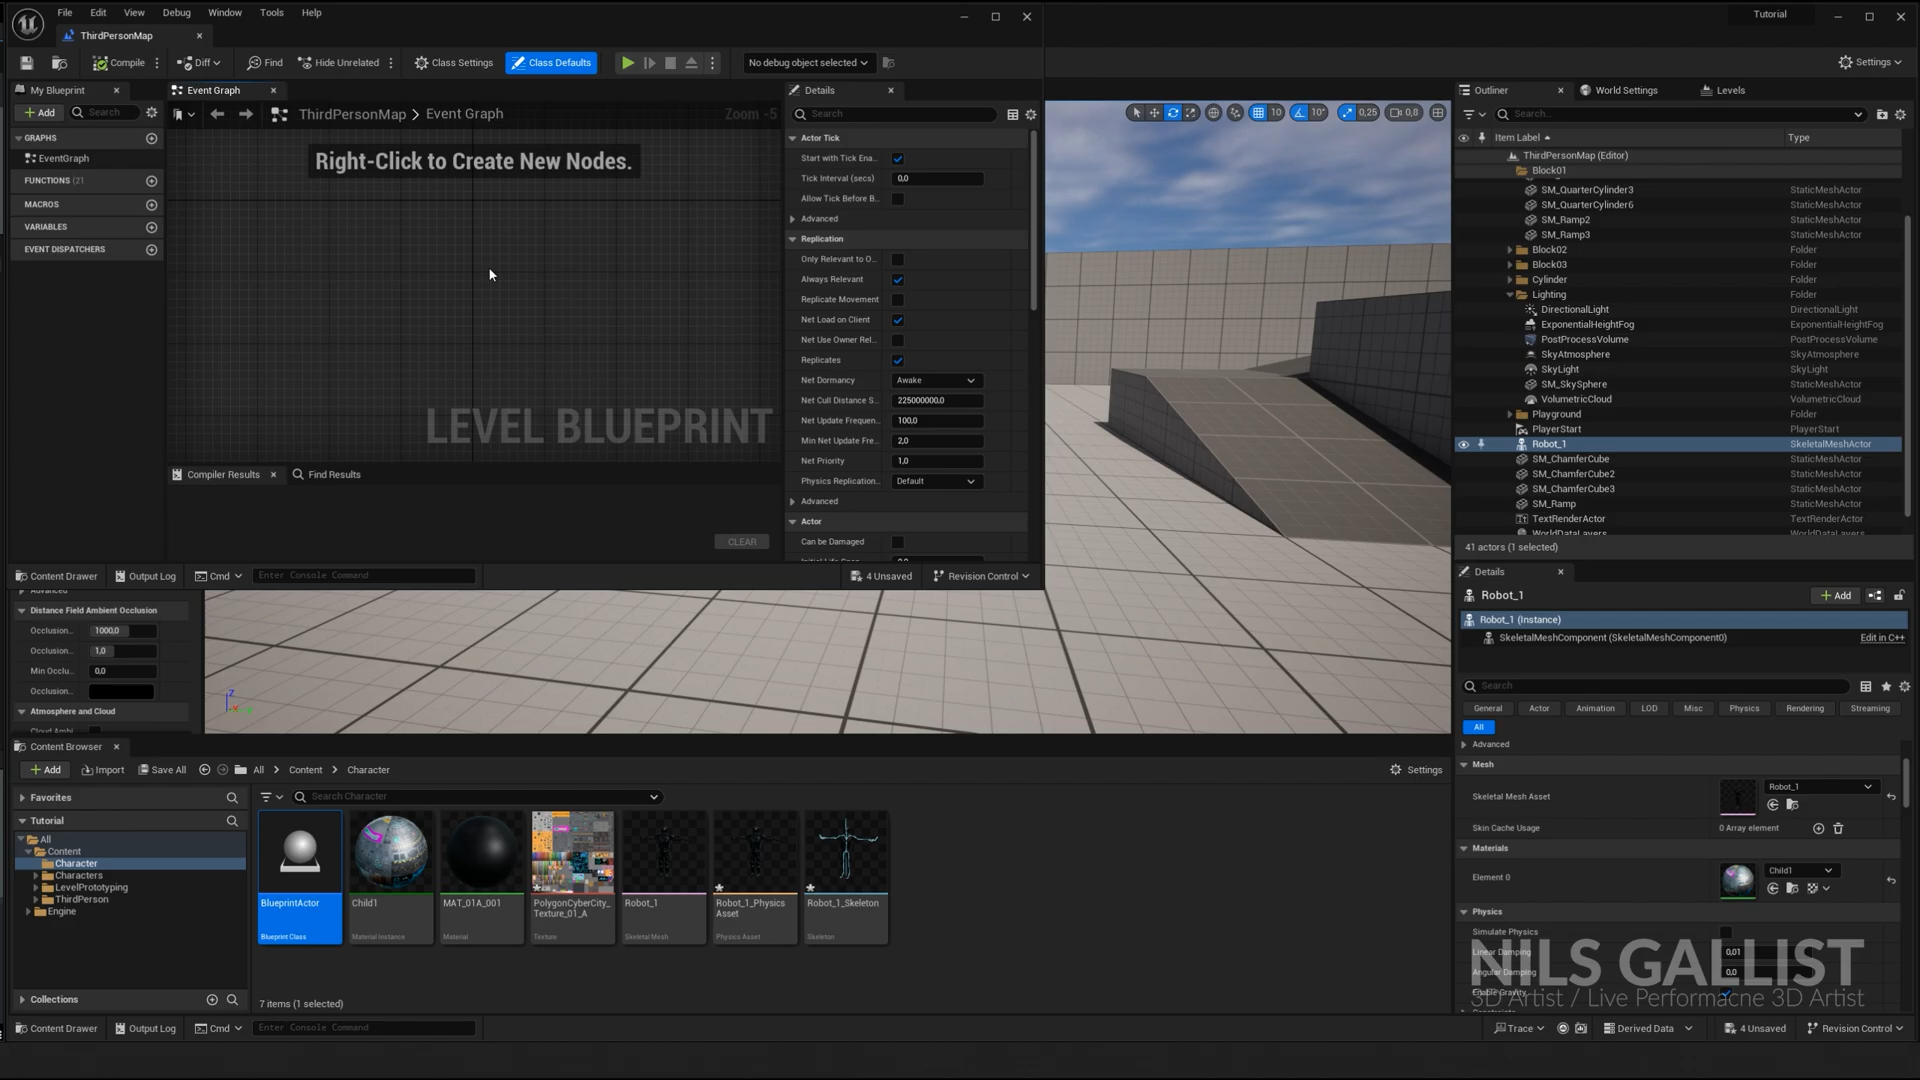 File Edit View Debug Window Tools Help
Tutorial
ThirdPersonMap
Compile Diff Find Hide Unrelated Class Settings Class Defaults No debug object selected
Settings
My Blueprint
Event Graph
Details
Outliner World Settings Levels
Add Search
ThirdPersonMap > Event Graph
Zoom -5
Search
10 10° 0,25 0,8
Search...
Item Label Type
GRAPHS
EventGraph
FUNCTIONS (21
MACROS
VARIABLES
EVENT DISPATCHERS
Right-Click to Create New Nodes.
LEVEL BLUEPRINT
Compiler Results Find Results
CLEAR
Actor Tick
Start with Tick Ena...
Tick Interval (secs) 0,0
Allow Tick Before B...
Advanced
Replication
Only Relevant to O...
Always Relevant
Replicate Movement
Net Load on Client
Net Use Owner Rel...
Replicates
Net Dormancy Awake
Net Cull Distance S... 225000000,0
Net Update Frequen... 100,0
Min Net Update Fre... 2,0
Net Priority 1,0
Physics Replication... Default
Advanced
Actor
Can be Damaged
Content Drawer Output Log Cmd Enter Console Command 4 Unsaved Revision Control
ThirdPersonMap (Editor)
Block01
SM_QuarterCylinder3 StaticMeshActor
SM_QuarterCylinder6 StaticMeshActor
SM_Ramp2 StaticMeshActor
SM_Ramp3 StaticMeshActor
Block02 Folder
Block03 Folder
Cylinder Folder
Lighting Folder
DirectionalLight DirectionalLight
ExponentialHeightFog ExponentialHeightFog
PostProcessVolume PostProcessVolume
SkyAtmosphere SkyAtmosphere
SkyLight SkyLight
SM_SkySphere StaticMeshActor
VolumetricCloud VolumetricCloud
Playground Folder
PlayerStart PlayerStart
Robot_1 SkeletalMeshActor
SM_ChamferCube StaticMeshActor
SM_ChamferCube2 StaticMeshActor
SM_ChamferCube3 StaticMeshActor
SM_Ramp StaticMeshActor
TextRenderActor TextRenderActor
41 actors (1 selected)
Details
Robot_1 Add
Robot_1 (Instance)
SkeletalMeshComponent (SkeletalMeshComponent0) Edit in C++
Search
General Actor Animation LOD Misc Physics Rendering Streaming
All
Advanced
Mesh
Skeletal Mesh Asset Robot_1
Skin Cache Usage 0 Array element
Materials
Element 0 Child1
Physics
Simulate Physics
Linear Damping 0,01
Angular Damping 0,0
Enable Gravity
NILS GALLIST
3D Artist / Live Performacne 3D Artist
Distance Field Ambient Occlusion
Occlusion... 1000,0
Occlusion... 1,0
Min Occlu... 0,0
Occlusion...
Atmosphere and Cloud
Z
Content Browser
Add Import Save All All > Content > Character Settings
Favorites
Search Character
Tutorial
All
Content
Character
Characters
LevelPrototyping
ThirdPerson
Engine
Collections
BlueprintActor
Blueprint Class
Child1
Material Instance
MAT_01A_001
Material
PolygonCyberCity_
Texture_01_A
Texture
Robot_1
Skeletal Mesh
Robot_1_Physics
Asset
Physics Asset
Robot_1_Skeleton
Skeleton
7 items (1 selected)
Content Drawer Output Log Cmd Enter Console Command Trace Derived Data 4 Unsaved Revision Control